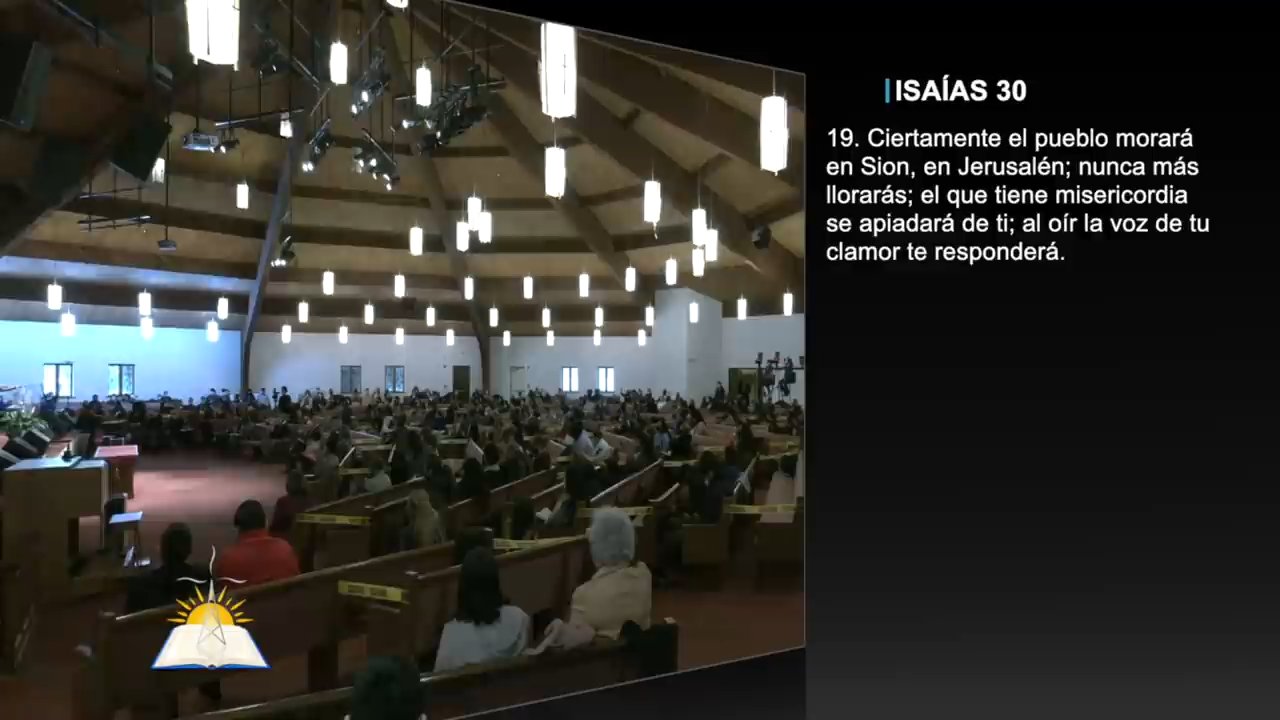 ISAÍAS 30
19. Ciertamente el pueblo morará
en Sion, en Jerusalén; nunca más
llorarás; el que tiene misericordia
se apiadará de ti; al oír la voz de tu
clamor te responderá.